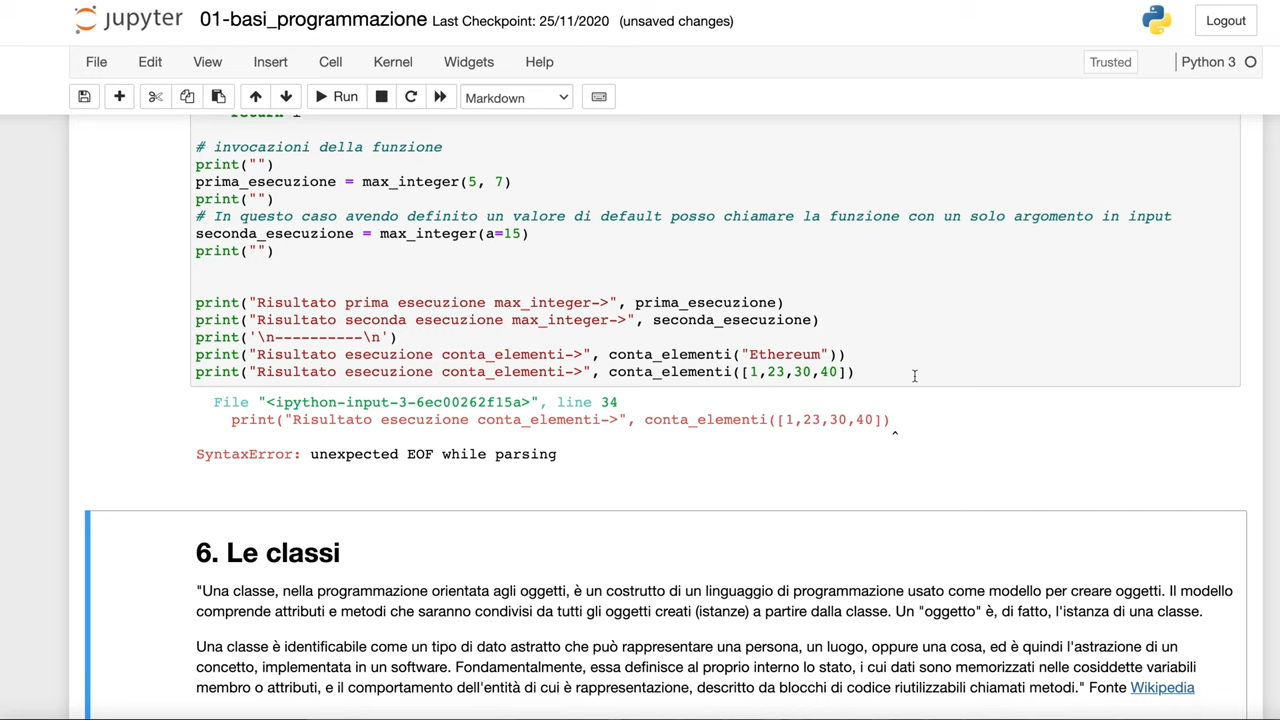 jupyter 01-basi_programmazione Last Checkpoint: 25/11/2020 (unsaved changes) Logout
File Edit View Insert Cell Kernel Widgets Help Trusted Python 3
Run Markdown
# invocazioni della funzione
print("")
prima_esecuzione = max_integer(5, 7)
print("")
# In questo caso avendo definito un valore di default posso chiamare la funzione con un solo argomento in input
seconda_esecuzione = max_integer(a=15)
print("")
print("Risultato prima esecuzione max_integer->", prima_esecuzione)
print("Risultato seconda esecuzione max_integer->", seconda_esecuzione)
print('\n----------\n')
print("Risultato esecuzione conta_elementi->", conta_elementi("Ethereum"))
print("Risultato esecuzione conta_elementi->", conta_elementi([1,23,30,40])
File "<ipython-input-3-6ec00262f15a>", line 34
print("Risultato esecuzione conta_elementi->", conta_elementi([1,23,30,40])
^
SyntaxError: unexpected EOF while parsing
6. Le classi
"Una classe, nella programmazione orientata agli oggetti, è un costrutto di un linguaggio di programmazione usato come modello per creare oggetti. Il modello
comprende attributi e metodi che saranno condivisi da tutti gli oggetti creati (istanze) a partire dalla classe. Un "oggetto" è, di fatto, l'istanza di una classe.
Una classe è identificabile come un tipo di dato astratto che può rappresentare una persona, un luogo, oppure una cosa, ed è quindi l'astrazione di un
concetto, implementata in un software. Fondamentalmente, essa definisce al proprio interno lo stato, i cui dati sono memorizzati nelle cosiddette variabili
membro o attributi, e il comportamento dell'entità di cui è rappresentazione, descritto da blocchi di codice riutilizzabili chiamati metodi." Fonte Wikipedia